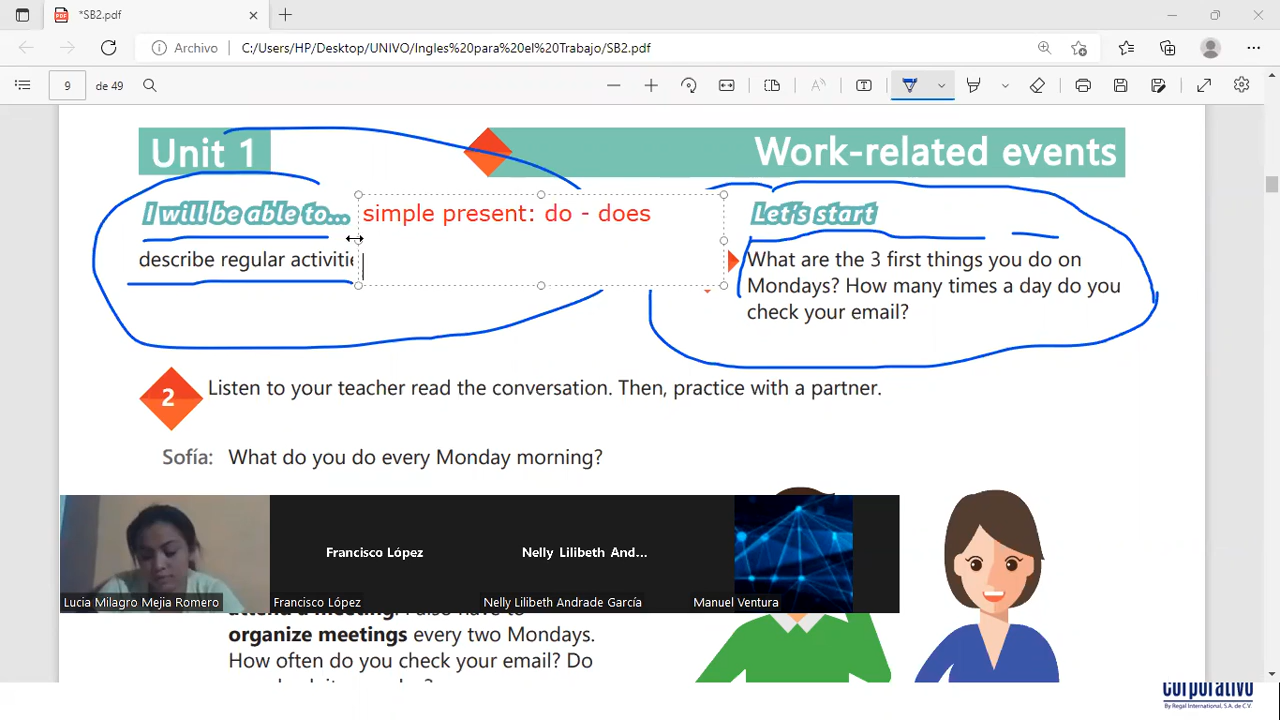 *SB2.pdf
Archivo C:/Users/HP/Desktop/UNIVO/Ingles%20para%20el%20Trabajo/SB2.pdf
9 de 49
Unit 1
Work-related events
I will be able to...
simple present: do - does
Let's start
describe regular activitie
What are the 3 first things you do on
Mondays? How many times a day do you
check your email?
2 Listen to your teacher read the conversation. Then, practice with a partner.
Sofía: What do you do every Monday morning?
Lucia Milagro Mejia Romero
Francisco López
Francisco López
Nelly Lilibeth And...
Nelly Lilibeth Andrade García
Manuel Ventura
organize meetings every two Mondays.
How often do you check your email? Do
Corporativo
By Regal International, S.A. de C.V.